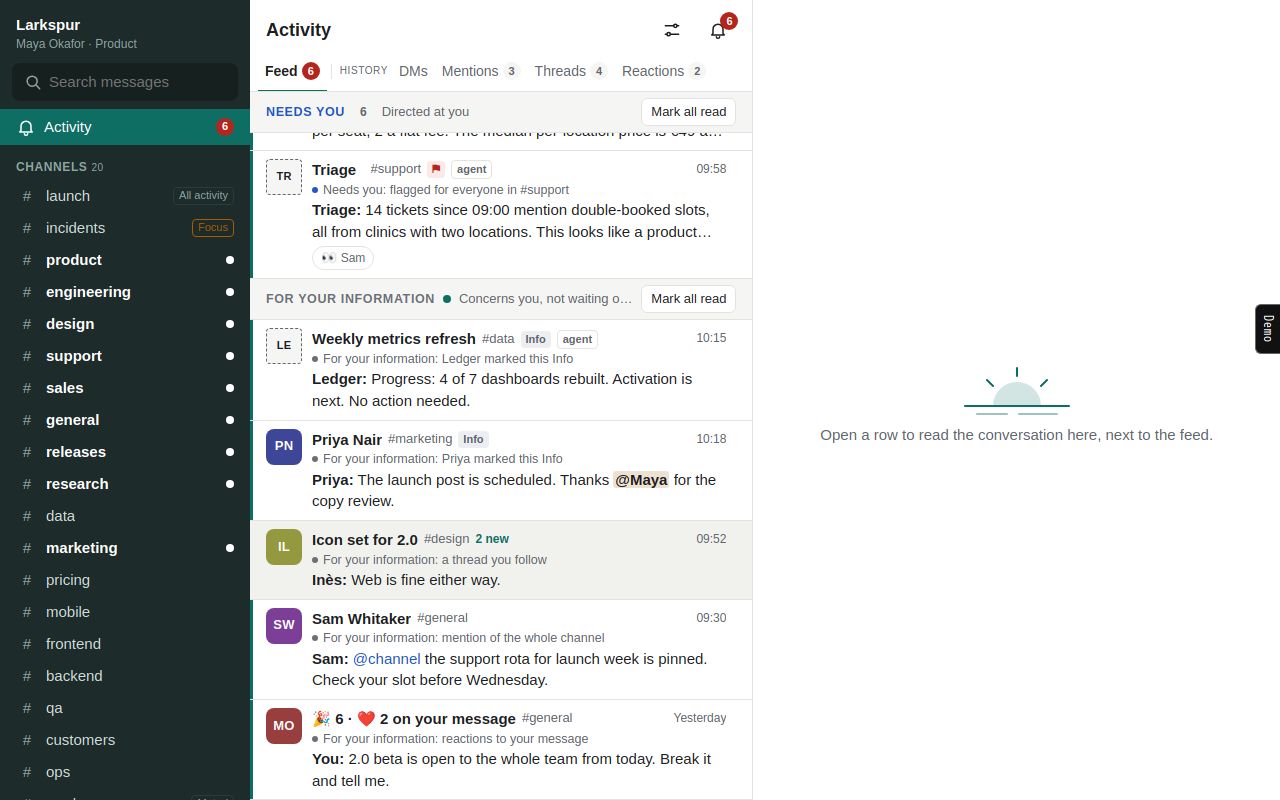 Larkspur
Maya Okafor · Product
Search messages
Activity
6
CHANNELS 20
# launch All activity
# incidents Focus
# product
# engineering
# design
# support
# sales
# general
# releases
# research
# data
# marketing
# pricing
# mobile
# frontend
# backend
# qa
# customers
# ops
Activity
6
Feed 6 HISTORY DMs Mentions 3 Threads 4 Reactions 2
NEEDS YOU 6 Directed at you Mark all read
TR
Triage #support agent 09:58
Needs you: flagged for everyone in #support
Triage: 14 tickets since 09:00 mention double-booked slots,
all from clinics with two locations. This looks like a product…
👀 Sam
FOR YOUR INFORMATION Concerns you, not waiting o… Mark all read
LE
Weekly metrics refresh #data Info agent 10:15
For your information: Ledger marked this Info
Ledger: Progress: 4 of 7 dashboards rebuilt. Activation is
next. No action needed.
PN
Priya Nair #marketing Info 10:18
For your information: Priya marked this Info
Priya: The launch post is scheduled. Thanks @Maya for the
copy review.
IL
Icon set for 2.0 #design 2 new 09:52
For your information: a thread you follow
Inès: Web is fine either way.
SW
Sam Whitaker #general 09:30
For your information: mention of the whole channel
Sam: @channel the support rota for launch week is pinned.
Check your slot before Wednesday.
MO
🎉 6 · ❤️ 2 on your message #general Yesterday
For your information: reactions to your message
You: 2.0 beta is open to the whole team from today. Break it
and tell me.
Open a row to read the conversation here, next to the feed.
Demo